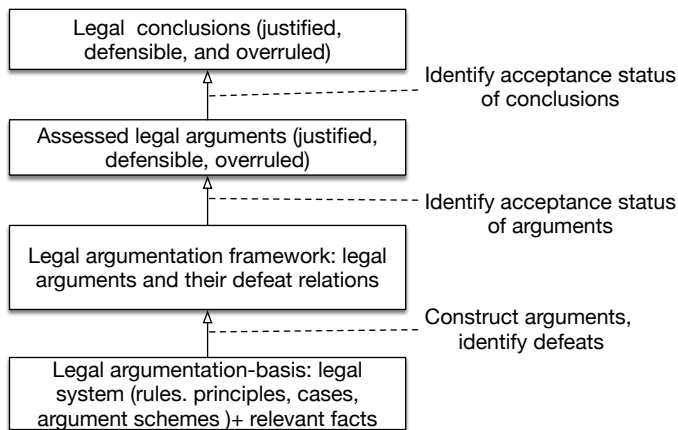 Legal conclusions (justified,
defensible, and overruled)
Identify acceptance status
of conclusions
Assessed legal arguments (justified,
defensible, overruled)
Identify acceptance status
of arguments
Legal argumentation framework: legal
arguments and their defeat relations
Construct arguments,
identify defeats
Legal argumentation-basis: legal
system (rules. principles, cases,
argument schemes )+ relevant facts